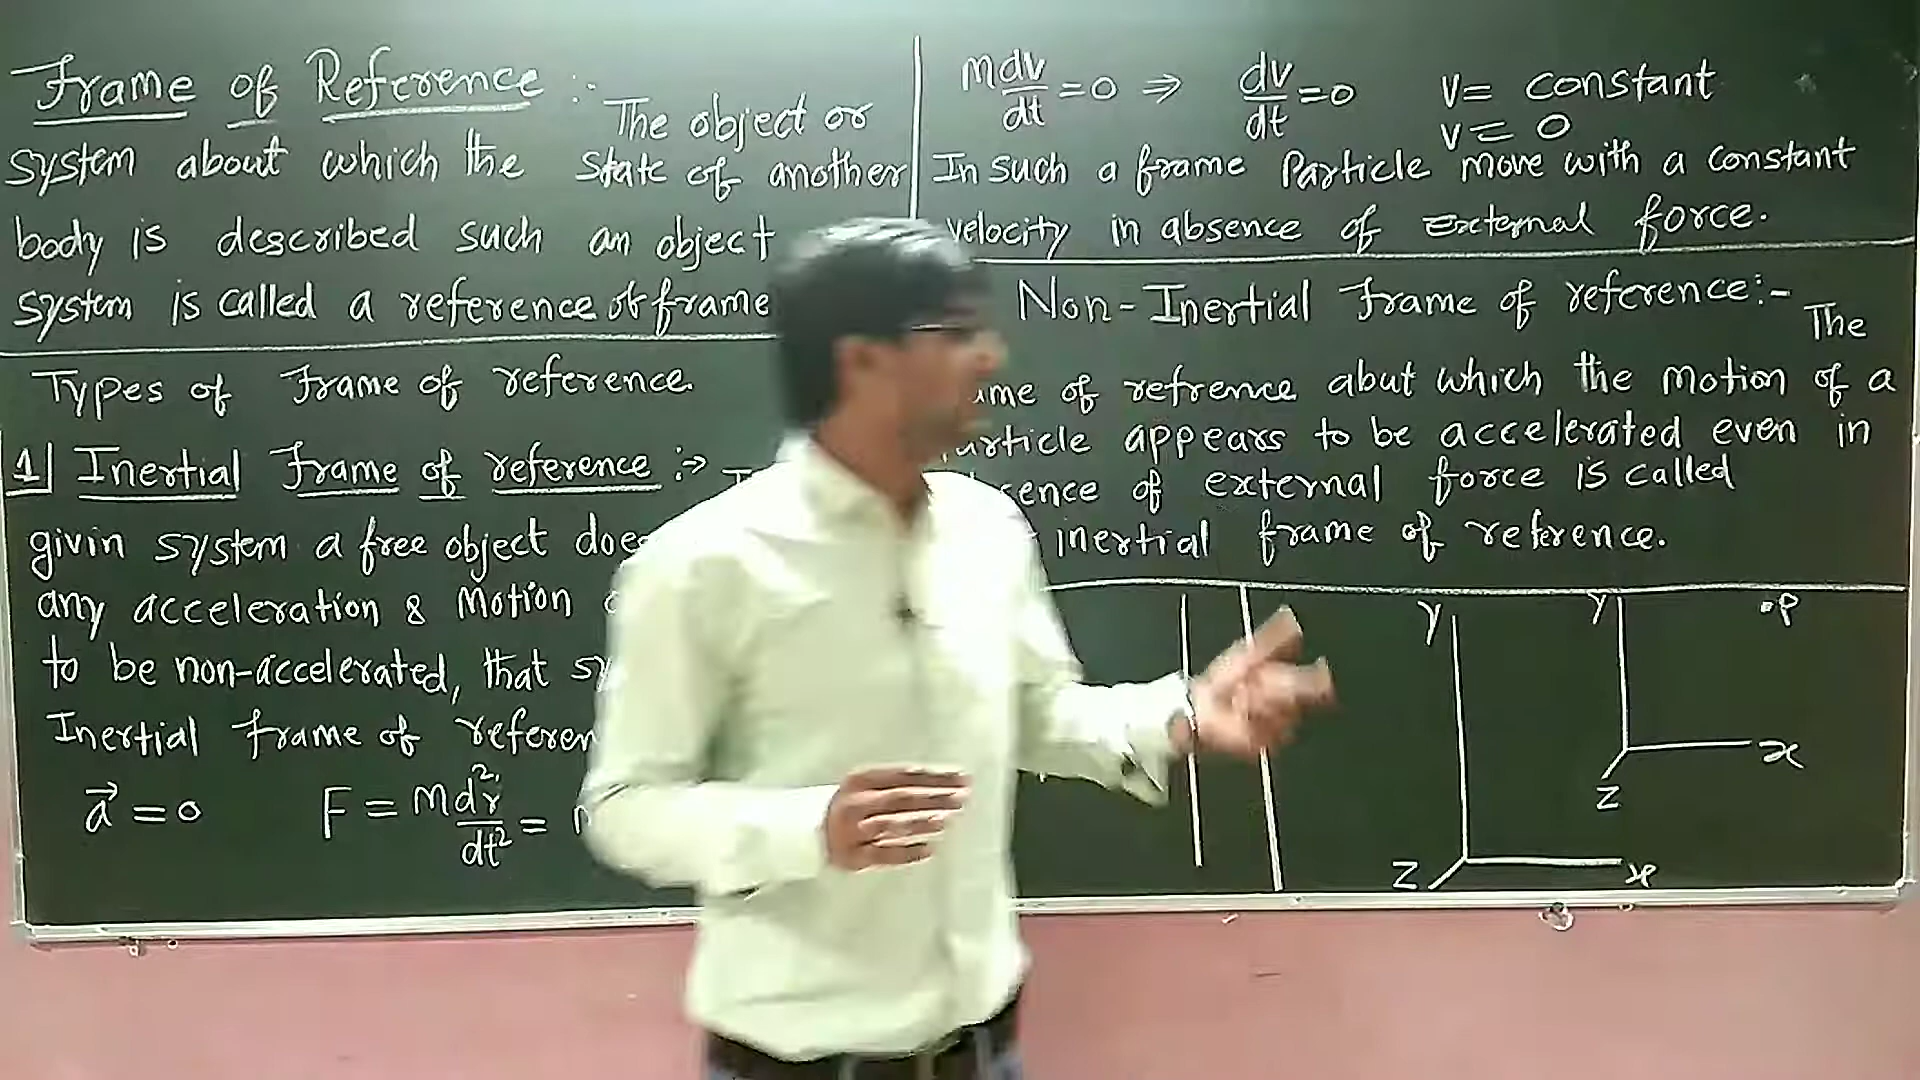 Frame of Reference :-
The object or
system about which the state of another
body is described such an object
system is called a reference of frame
Types of Frame of reference.
1 Inertial Frame of reference :->
givin system a free object does
any acceleration & Motion
to be non-accelerated, that
Inertial frame of
a⃗ = 0 F = m d²r/dt² =
m dv/dt = 0 ⇒ dv/dt = 0 v = constant
v = 0
In such a frame Particle move with a constant
velocity in absence of external force.
Non-Inertial Frame of reference:-
The
of refrence abut which the motion of a
appears to be accelerated even in
of external force is called
inertial frame of reference.
Y Y .P
x
Z
Z x